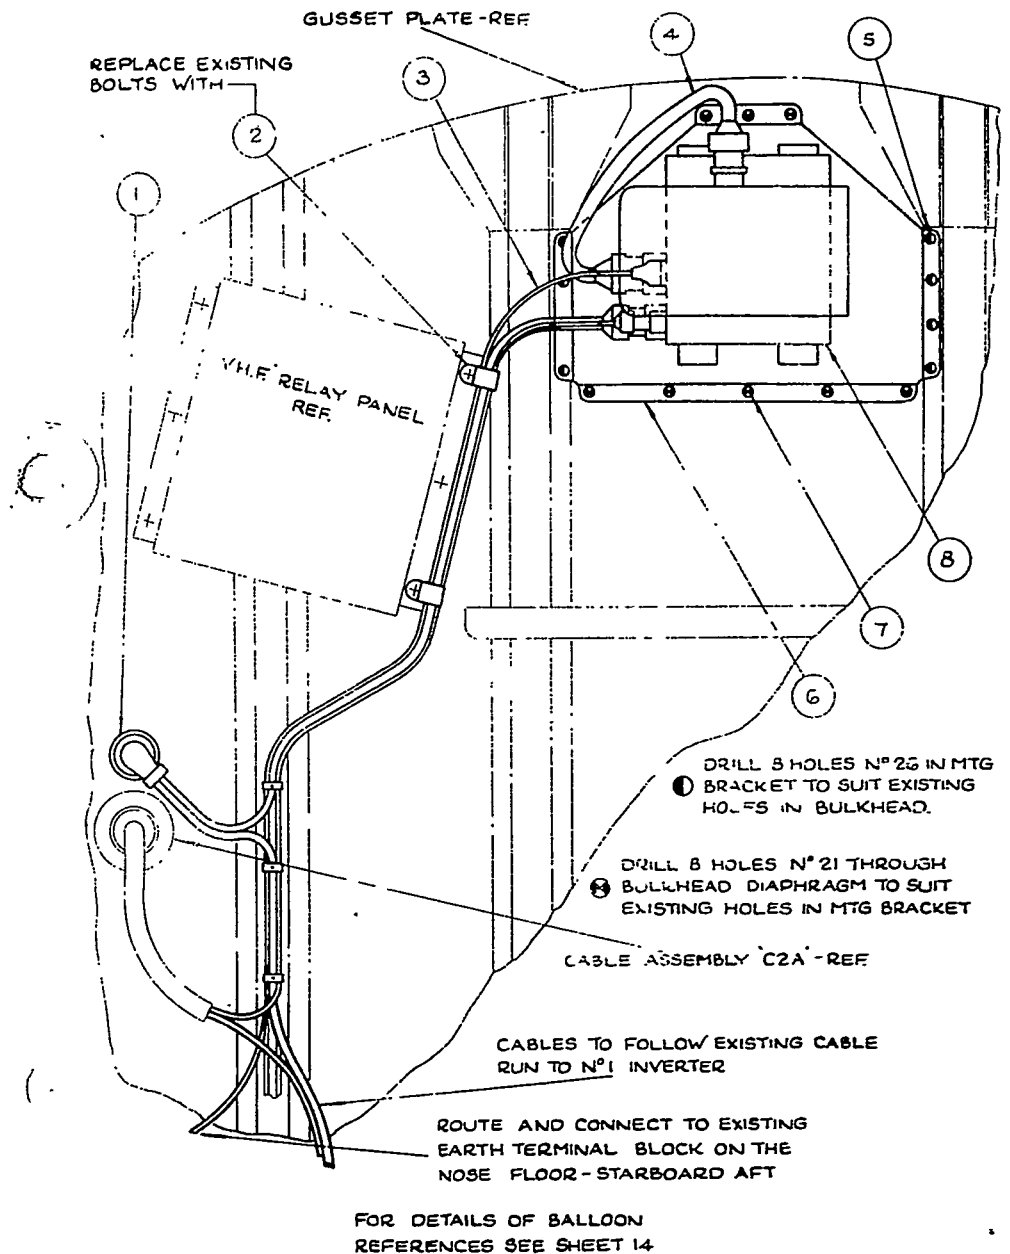 GUSSET PLATE-REF.
REPLACE EXISTING
BOLTS WITH
1
2
3
4
5
V.H.F. RELAY PANEL
REF.
8
7
6
DRILL 8 HOLES Nº 26 IN MTG
BRACKET TO SUIT EXISTING
HOLES IN BULKHEAD.
DRILL 8 HOLES Nº 21 THROUGH
BULKHEAD DIAPHRAGM TO SUIT
EXISTING HOLES IN MTG BRACKET
CABLE ASSEMBLY 'C2A'-REF.
CABLES TO FOLLOW EXISTING CABLE
RUN TO Nº1 INVERTER
ROUTE AND CONNECT TO EXISTING
EARTH TERMINAL BLOCK ON THE
NOSE FLOOR-STARBOARD AFT
FOR DETAILS OF BALLOON
REFERENCES SEE SHEET 14